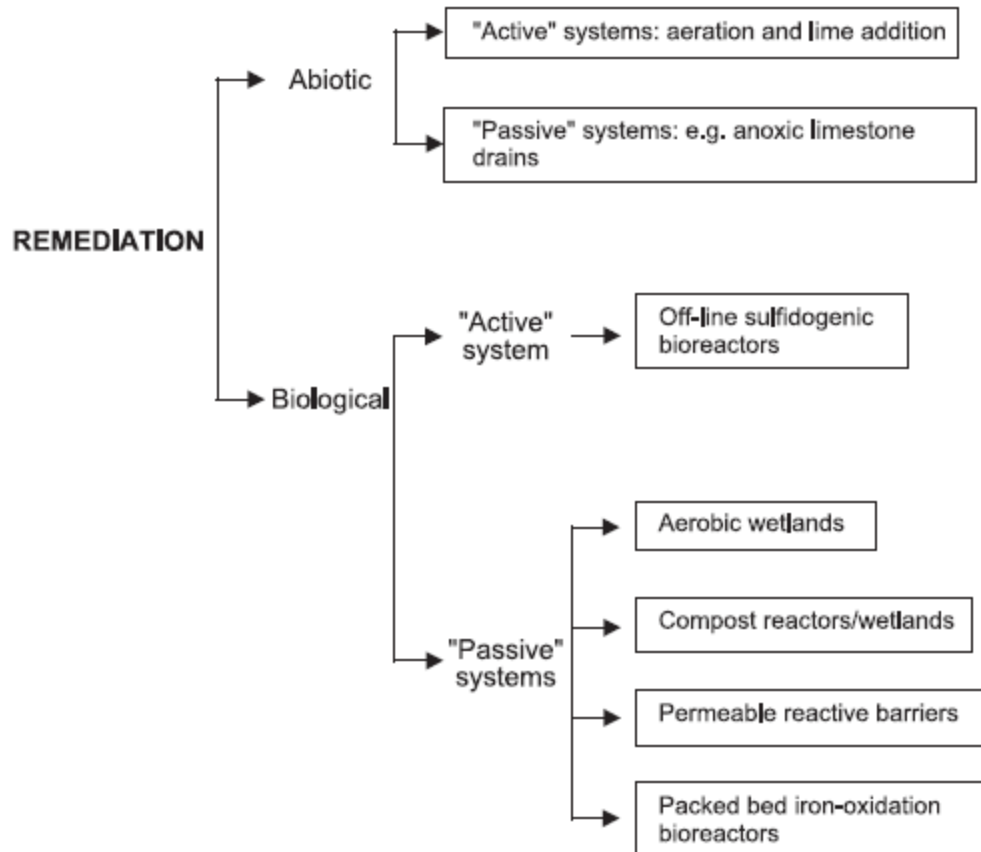 "Active" systems: aeration and lime addition
Abiotic
"Passive" systems: e.g. anoxic limestone
drains
REMEDIATION
"Active"
system
Off-line sulfidogenic
bioreactors
Biological
Aerobic wetlands
Compost reactors/wetlands
"Passive"
systems
Permeable reactive barriers
Packed bed iron-oxidation
bioreactors